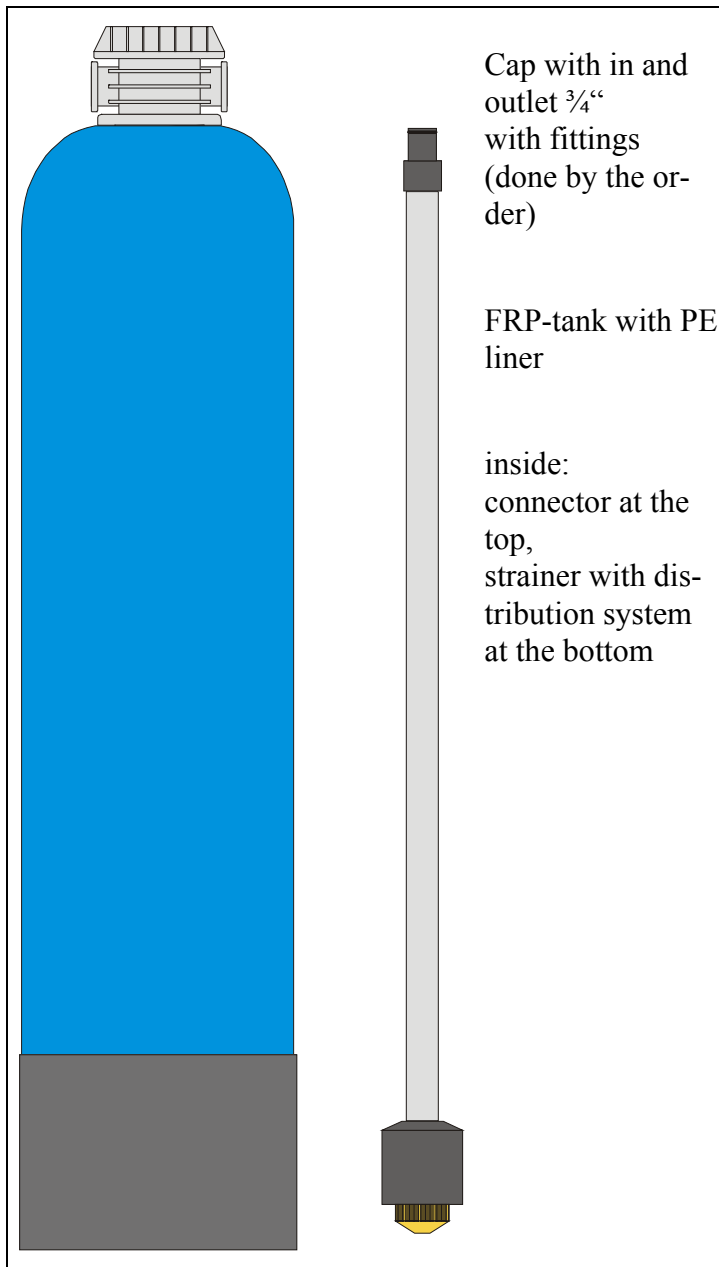 Cap with in and
outlet ¾“
with fittings
(done by the or-
der)
FRP-tank with PE
liner
inside:
connector at the
top,
strainer with dis-
tribution system
at the bottom